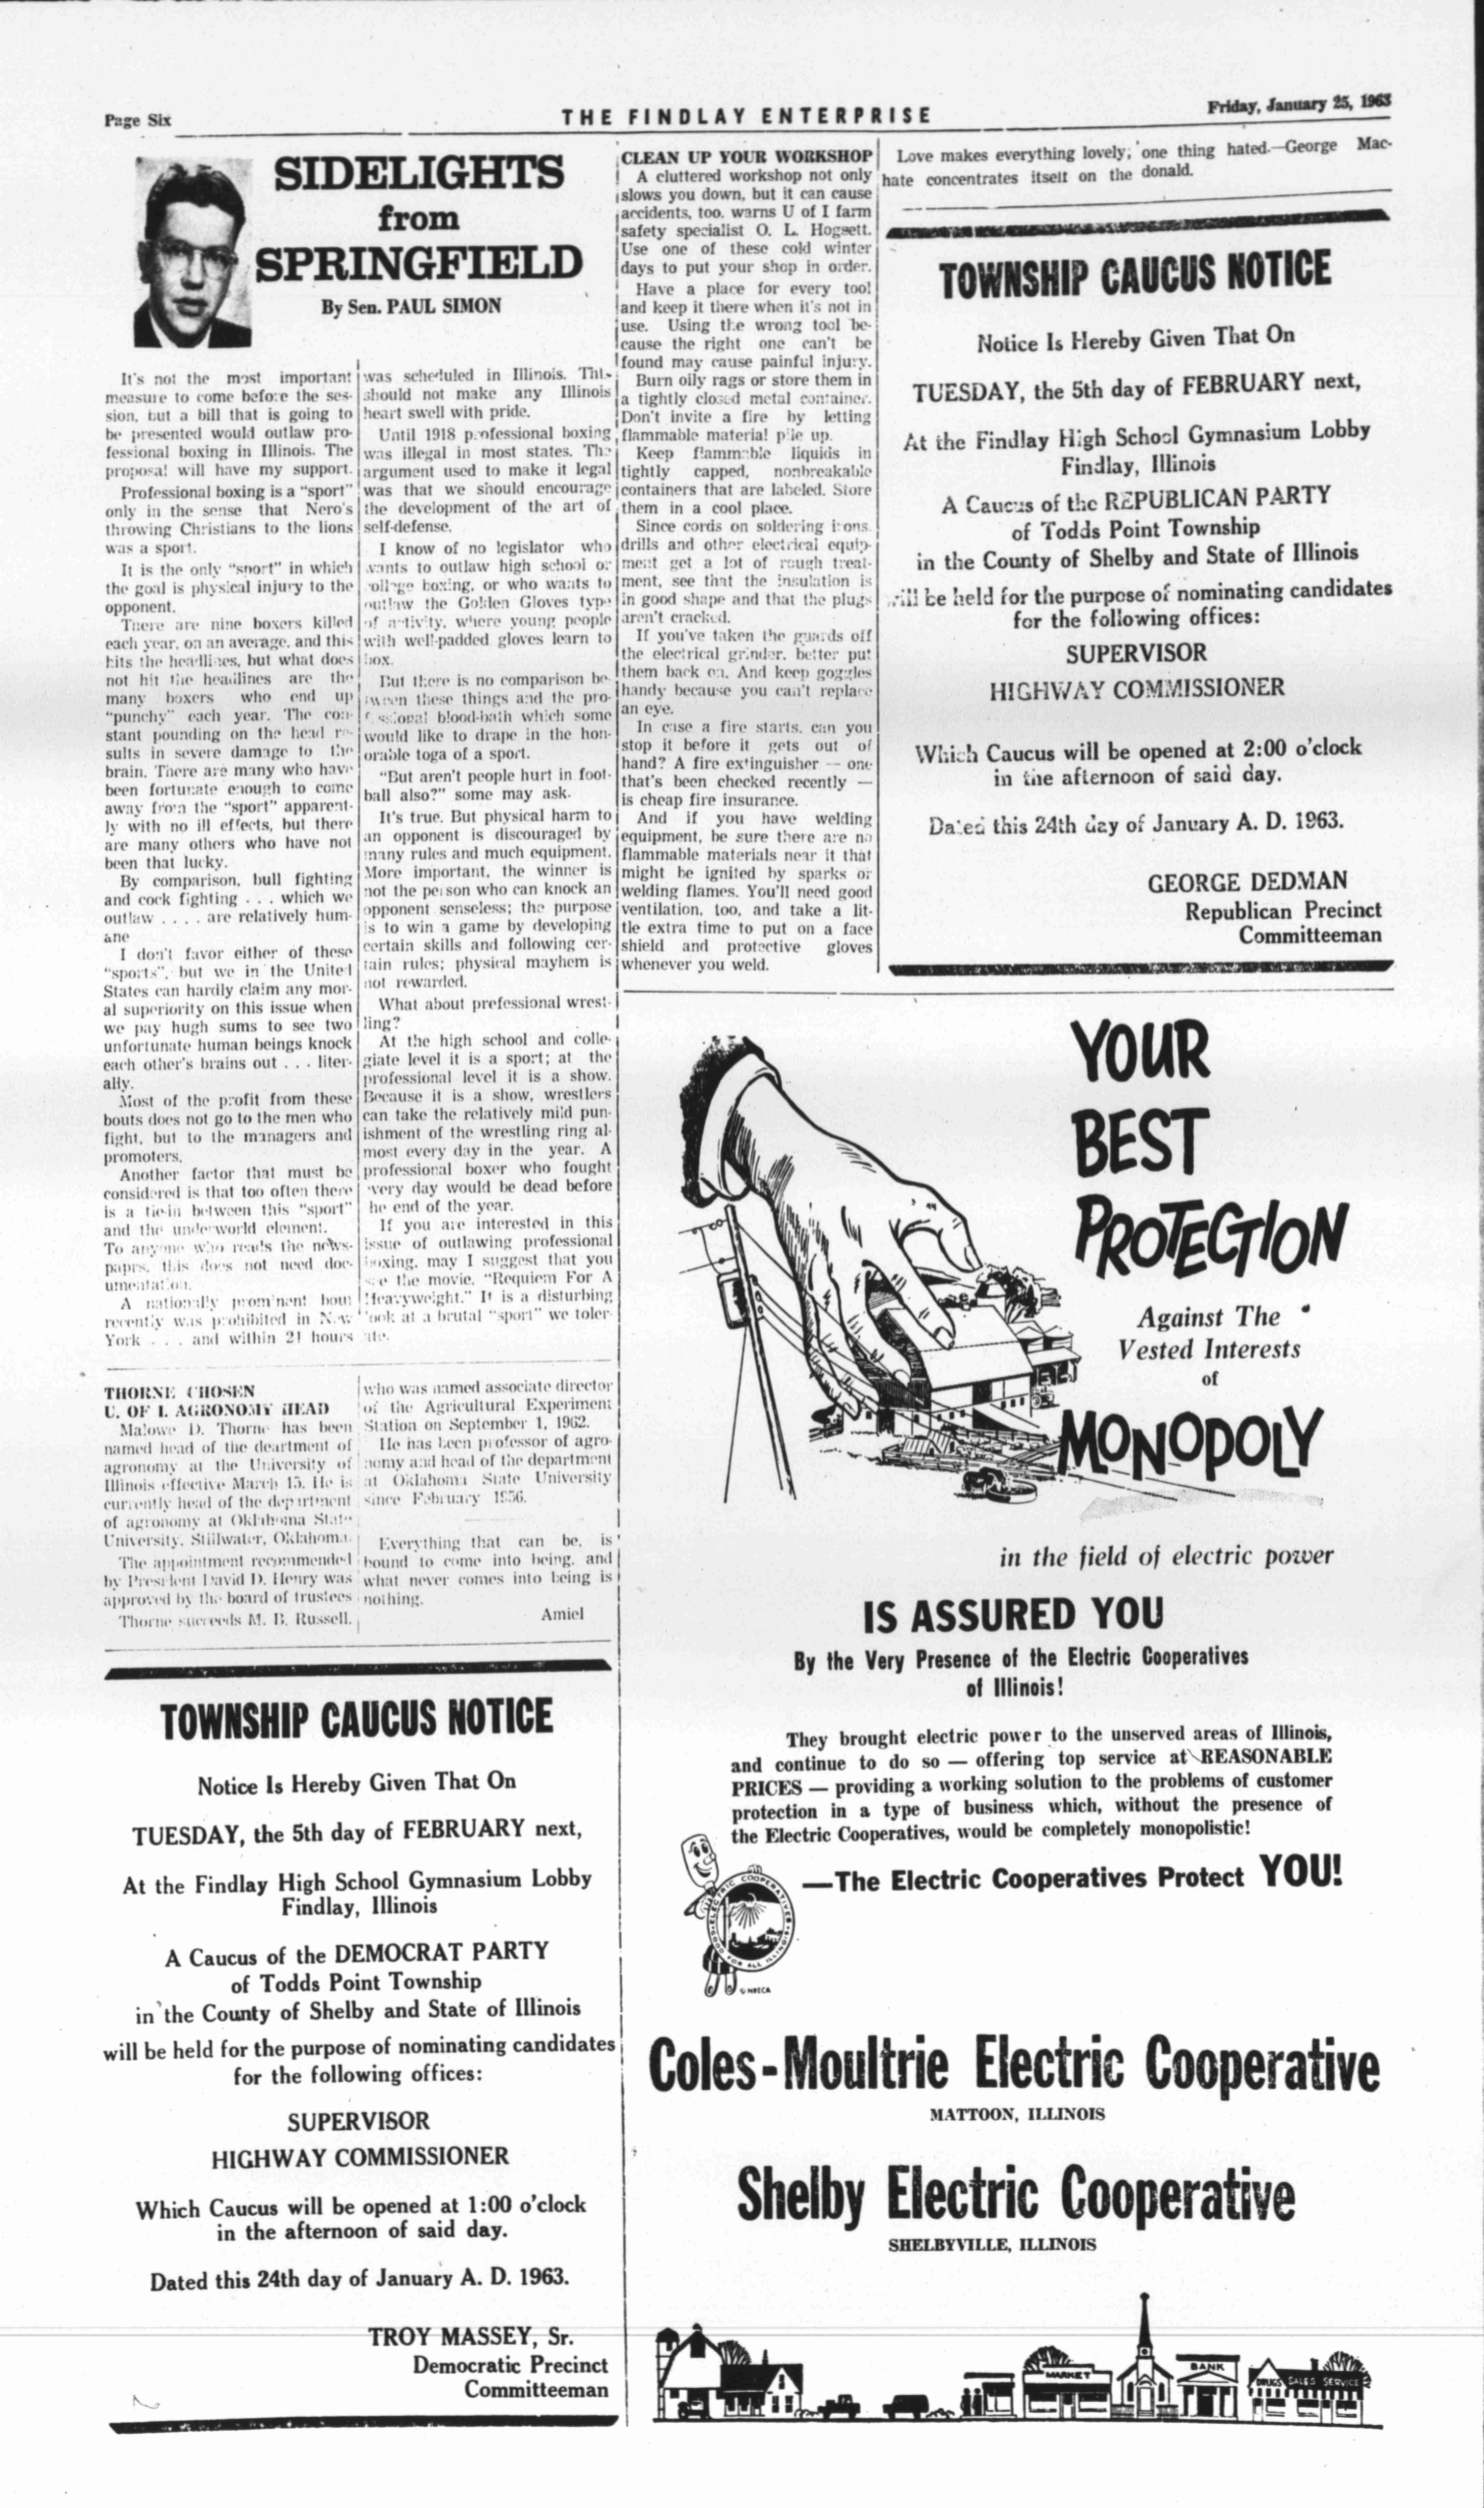 Page Six
THE FINDLAY ENTERPRISE
Friday, January 25, 1963
SIDELIGHTS
from
SPRINGFIELD
By Sen. PAUL SIMON
It's not the most important
measure to come before the ses-
sion, but a bill that is going to
be presented would outlaw pro-
fessional boxing in Illinois. The
proposal will have my support.
Professional boxing is a "sport"
only in the sense that Nero's
throwing Christians to the lions
was a sport.
It is the only "sport" in which
the goal is physical injury to the
opponent.
There are nine boxers killed
each year, on an average, and this
hits the headlines, but what does
not hit the headlines are the
many boxers who end up
"punchy" each year. The con-
stant pounding on the head re-
sults in severe damage to the
brain. There are many who have
been fortunate enough to come
away from the "sport" apparent-
ly with no ill effects, but there
are many others who have not
been that lucky.
By comparison, bull fighting
and cock fighting . . . which we
outlaw . . . . are relatively hum-
ane
I don't favor either of these
"sports", but we in the United
States can hardly claim any mor-
al superiority on this issue when
we pay hugh sums to see two
unfortunate human beings knock
each other's brains out . . . liter-
ally.
Most of the profit from these
bouts does not go to the men who
fight, but to the managers and
promoters.
Another factor that must be
considered is that too often there
is a tie-in between this "sport"
and the underworld element.
To anyone who reads the news-
paprs, this does not need doc-
umentation.
A nationally prominent bout
recently was prohibited in New
York . . . and within 21 hours
was scheduled in Illinois. This
should not make any Illinois
heart swell with pride.
Until 1918 professional boxing
was illegal in most states. The
argument used to make it legal
was that we should encourage
the development of the art of
self-defense.
I know of no legislator who
wants to outlaw high school or
college boxing, or who wants to
outlaw the Golden Gloves type
of activity, where young people
with well-padded gloves learn to
box.
But there is no comparison be-
tween these things and the pro-
fessional blood-bath which some
would like to drape in the hon-
orable toga of a sport.
"But aren't people hurt in foot-
ball also?" some may ask.
It's true. But physical harm to
an opponent is discouraged by
many rules and much equipment.
More important, the winner is
not the person who can knock an
opponent senseless; the purpose
is to win a game by developing
certain skills and following cer-
tain rules; physical mayhem is
not rewarded.
What about prefessional wrest-
ling?
At the high school and colle-
giate level it is a sport; at the
professional level it is a show.
Because it is a show, wrestlers
can take the relatively mild pun-
ishment of the wrestling ring al-
most every day in the year. A
professional boxer who fought
every day would be dead before
he end of the year.
If you are interested in this
issue of outlawing professional
boxing, may I suggest that you
see the movie, "Requiem For A
Heavyweight." It is a disturbing
look at a brutal "sport" we toler-
ate.
THORNE CHOSEN
U. OF I. AGRONOMY HEAD
Malowe D. Thorne has been
named head of the deartment of
agronomy at the University of
Illinois effective March 15. He is
currently head of the department
of agronomy at Oklahoma State
University, Stillwater, Oklahoma.
The appointment recommended
by President David D. Henry was
approved by the board of trustees
Thorne succeeds M. B. Russell,
who was named associate director
of the Agricultural Experiment
Station on September 1, 1962.
He has been professor of agro-
nomy and head of the department
at Oklahoma State University
since February 1956.
Everything that can be, is
bound to come into being, and
what never comes into being is
nothing.
Amiel
TOWNSHIP CAUCUS NOTICE
Notice Is Hereby Given That On
TUESDAY, the 5th day of FEBRUARY next,
At the Findlay High School Gymnasium Lobby
Findlay, Illinois
A Caucus of the DEMOCRAT PARTY
of Todds Point Township
in the County of Shelby and State of Illinois
will be held for the purpose of nominating candidates
for the following offices:
SUPERVISOR
HIGHWAY COMMISSIONER
Which Caucus will be opened at 1:00 o'clock
in the afternoon of said day.
Dated this 24th day of January A. D. 1963.
TROY MASSEY, Sr.
Democratic Precinct
Committeeman
CLEAN UP YOUR WORKSHOP
A cluttered workshop not only
slows you down, but it can cause
accidents, too, warns U of I farm
safety specialist O. L. Hogsett.
Use one of these cold winter
days to put your shop in order.
Have a place for every tool
and keep it there when it's not in
use. Using the wrong tool be-
cause the right one can't be
found may cause painful injury.
Burn oily rags or store them in
a tightly closed metal container.
Don't invite a fire by letting
flammable material pile up.
Keep flammable liquids in
tightly capped, nonbreakable
containers that are labeled. Store
them in a cool place.
Since cords on soldering irons,
drills and other electrical equip-
ment get a lot of rough treat-
ment, see that the insulation is
in good shape and that the plugs
aren't cracked.
If you've taken the guards off
the electrical grinder, better put
them back on. And keep goggles
handy because you can't replace
an eye.
In case a fire starts, can you
stop it before it gets out of
hand? A fire extinguisher -- one
that's been checked recently —
is cheap fire insurance.
And if you have welding
equipment, be sure there are no
flammable materials near it that
might be ignited by sparks or
welding flames. You'll need good
ventilation, too, and take a lit-
tle extra time to put on a face
shield and protective gloves
whenever you weld.
Love makes everything lovely; one thing hated.—George Mac-
hate concentrates itself on the donald.
TOWNSHIP CAUCUS NOTICE
Notice Is Hereby Given That On
TUESDAY, the 5th day of FEBRUARY next,
At the Findlay High School Gymnasium Lobby
Findlay, Illinois
A Caucus of the REPUBLICAN PARTY
of Todds Point Township
in the County of Shelby and State of Illinois
will be held for the purpose of nominating candidates
for the following offices:
SUPERVISOR
HIGHWAY COMMISSIONER
Which Caucus will be opened at 2:00 o'clock
in the afternoon of said day.
Dated this 24th day of January A. D. 1963.
GEORGE DEDMAN
Republican Precinct
Committeeman
YOUR
BEST
PROTECTION
Against The
Vested Interests
of
MONOPOLY
in the field of electric power
IS ASSURED YOU
By the Very Presence of the Electric Cooperatives
of Illinois!
They brought electric power to the unserved areas of Illinois,
and continue to do so — offering top service at REASONABLE
PRICES — providing a working solution to the problems of customer
protection in a type of business which, without the presence of
the Electric Cooperatives, would be completely monopolistic!
—The Electric Cooperatives Protect YOU!
ELECTRIC COOPERATIVES
GOOD FOR ALL ILLINOIS
© NRECA
Coles-Moultrie Electric Cooperative
MATTOON, ILLINOIS
Shelby Electric Cooperative
SHELBYVILLE, ILLINOIS
MARKET
BANK
DRUGS
SALES SERVICE